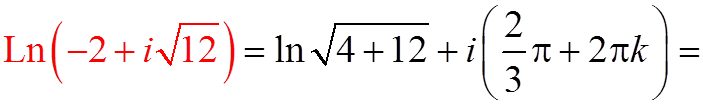 Ln(−2 + i√12) = ln√(4 + 12) + i(2/3 π + 2πk) =